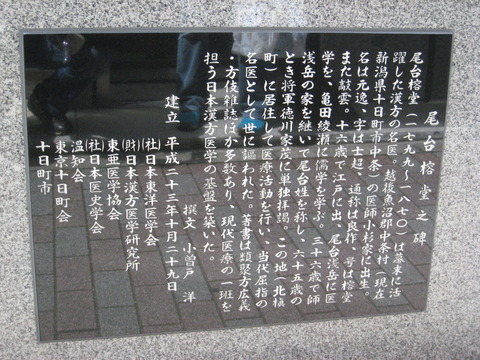 尾台榕堂之碑
尾台榕堂(一七九九~一八七〇)は幕末に活
躍した漢方の名医。越後魚沼郡中条村(現在
新潟県十日町市中条)の医師小杉家に出生。
名は元逸、字は士超、通称は良作、号は榕堂
また敲雲。十六歳で江戸に出、尾台浅岳に医
学を、亀田綾瀬に儒学を学ぶ。三十六歳で師
浅岳の家を継いで尾台姓を称し、六十五歳の
とき将軍徳川家茂に単独拝謁。この地(北槇
町)に居住して医療活動を行い、当代屈指の
名医として世に謳われた。著書は類聚方広義
・方伎雑誌ほか多数あり、現代医療の一班を
担う日本漢方医学の基盤を築いた。
撰文 小曽戸 洋
建立 平成二十三年十月二十九日
(社)日本東洋医学会
(財)日本漢方医学研究所
東亜医学協会
(社)日本医史学会
温知会
東京十日町会
十日町市